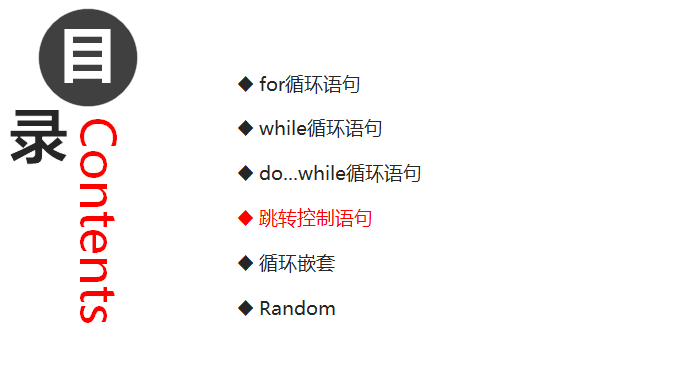 目录
Contents
◆ for循环语句
◆ while循环语句
◆ do...while循环语句
◆ 跳转控制语句
◆ 循环嵌套
◆ Random